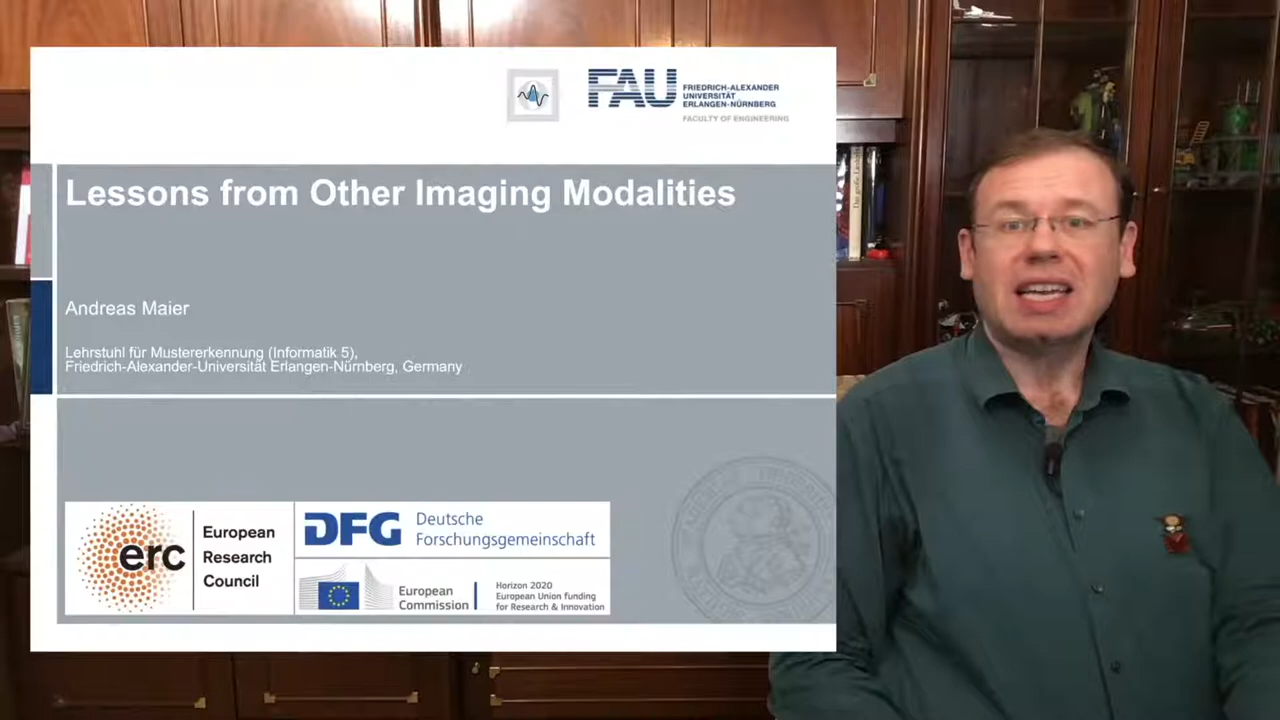 FAU
FRIEDRICH-ALEXANDER
UNIVERSITÄT
ERLANGEN-NÜRNBERG
FACULTY OF ENGINEERING
Lessons from Other Imaging Modalities
Andreas Maier
Lehrstuhl für Mustererkennung (Informatik 5),
Friedrich-Alexander-Universität Erlangen-Nürnberg, Germany
erc
European
Research
Council
DFG
Deutsche
Forschungsgemeinschaft
European
Commission
Horizon 2020
European Union funding
for Research & Innovation